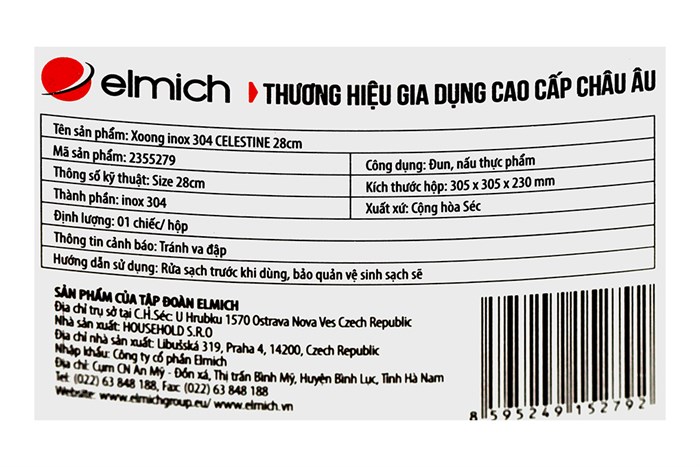 elmich THƯƠNG HIỆU GIA DỤNG CAO CẤP CHÂU ÂU
Tên sản phẩm: Xoong inox 304 CELESTINE 28cm
Mã sản phẩm: 2355279
Công dụng: Đun, nấu thực phẩm
Thông số kỹ thuật: Size 28cm
Kích thước hộp: 305 x 305 x 230 mm
Thành phần: inox 304
Xuất xứ: Cộng hòa Séc
Định lượng: 01 chiếc/ hộp
Thông tin cảnh báo: Tránh va đập
Hướng dẫn sử dụng: Rửa sạch trước khi dùng, bảo quản vệ sinh sạch sẽ
SẢN PHẨM CỦA TẬP ĐOÀN ELMICH
Địa chỉ trụ sở tại C.H.Séc: U Hrubku 1570 Ostrava Nova Ves Czech Republic
Nhà sản xuất: HOUSEHOLD S.R.O
Địa chỉ nhà sản xuất: Libušská 319, Praha 4, 14200, Czech Republic
Nhập khẩu: Công ty cổ phần Elmich
Địa chỉ: Cụm CN An Mỹ - Đồn xá, Thị trấn Bình Mỹ, Huyện Bình Lục, Tỉnh Hà Nam
Tel: (022) 63 848 188, Fax: (022) 63 848 188
Website: www.elmichgroup.eu/ www.elmich.vn
8 595249 152792